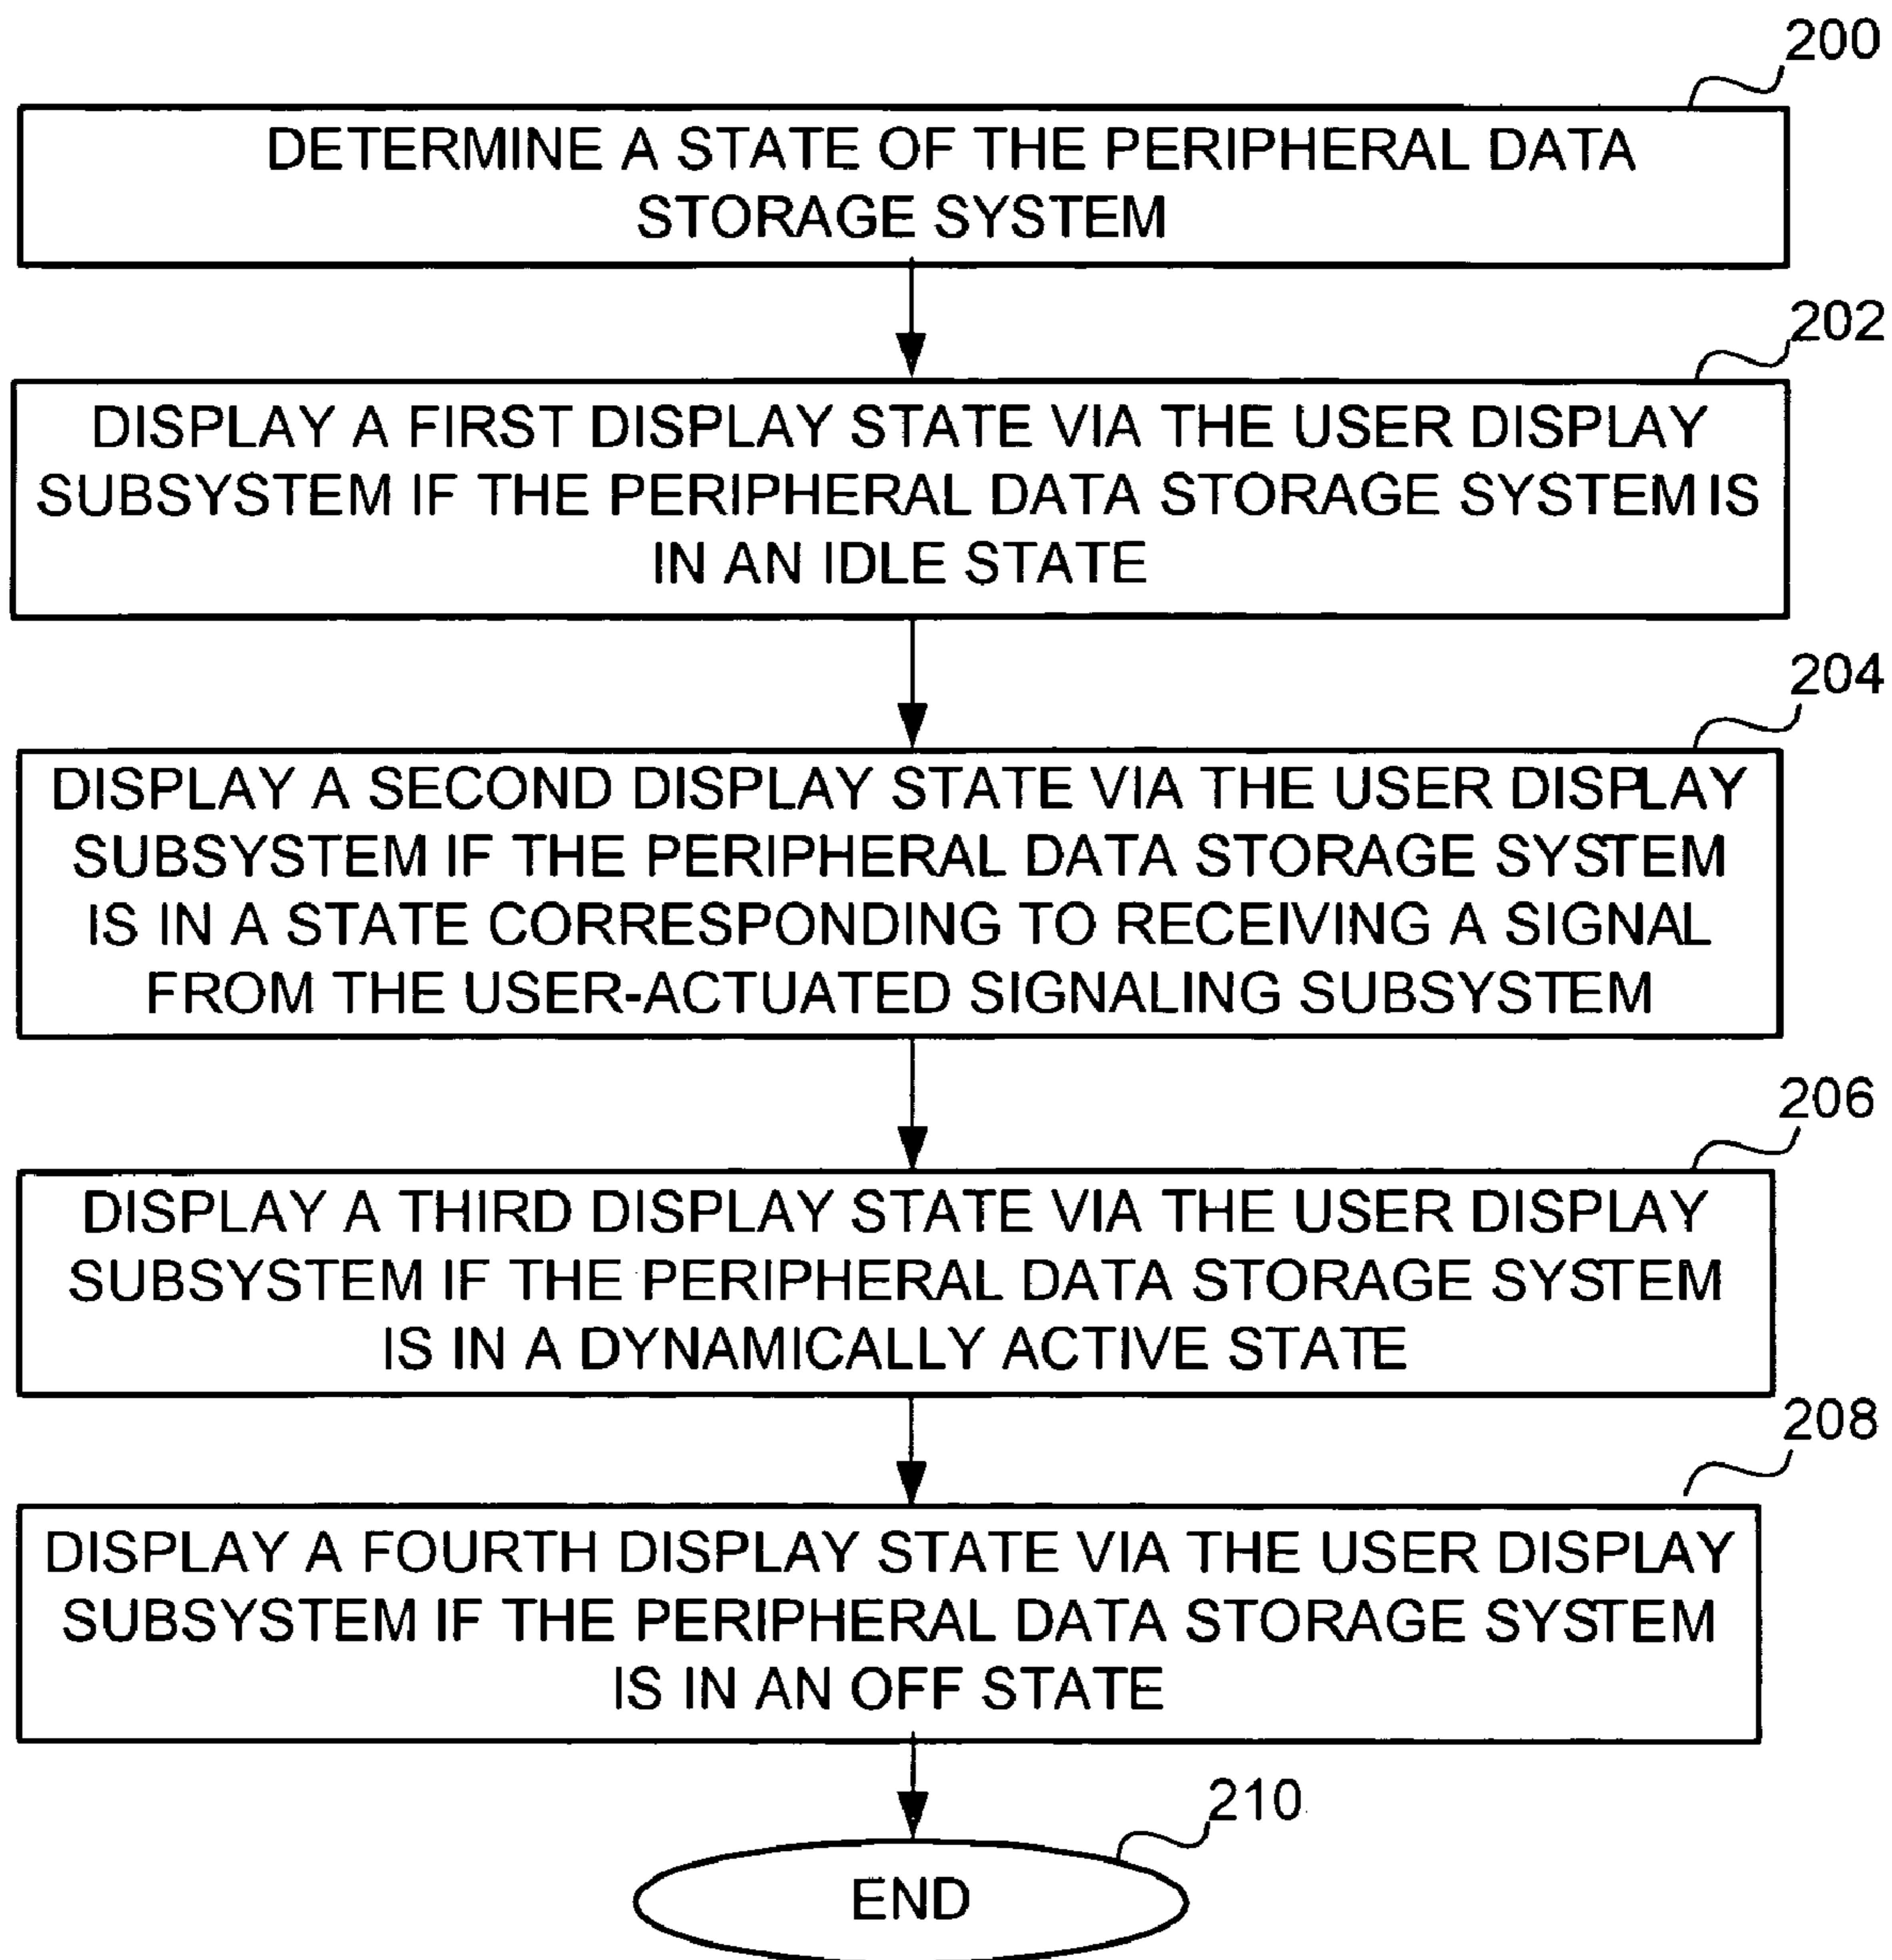 200
DETERMINE A STATE OF THE PERIPHERAL DATA
STORAGE SYSTEM
202
DISPLAY A FIRST DISPLAY STATE VIA THE USER DISPLAY
SUBSYSTEM IF THE PERIPHERAL DATA STORAGE SYSTEM IS
IN AN IDLE STATE
204
DISPLAY A SECOND DISPLAY STATE VIA THE USER DISPLAY
SUBSYSTEM IF THE PERIPHERAL DATA STORAGE SYSTEM
IS IN A STATE CORRESPONDING TO RECEIVING A SIGNAL
FROM THE USER-ACTUATED SIGNALING SUBSYSTEM
206
DISPLAY A THIRD DISPLAY STATE VIA THE USER DISPLAY
SUBSYSTEM IF THE PERIPHERAL DATA STORAGE SYSTEM
IS IN A DYNAMICALLY ACTIVE STATE
208
DISPLAY A FOURTH DISPLAY STATE VIA THE USER DISPLAY
SUBSYSTEM IF THE PERIPHERAL DATA STORAGE SYSTEM
IS IN AN OFF STATE
210
END